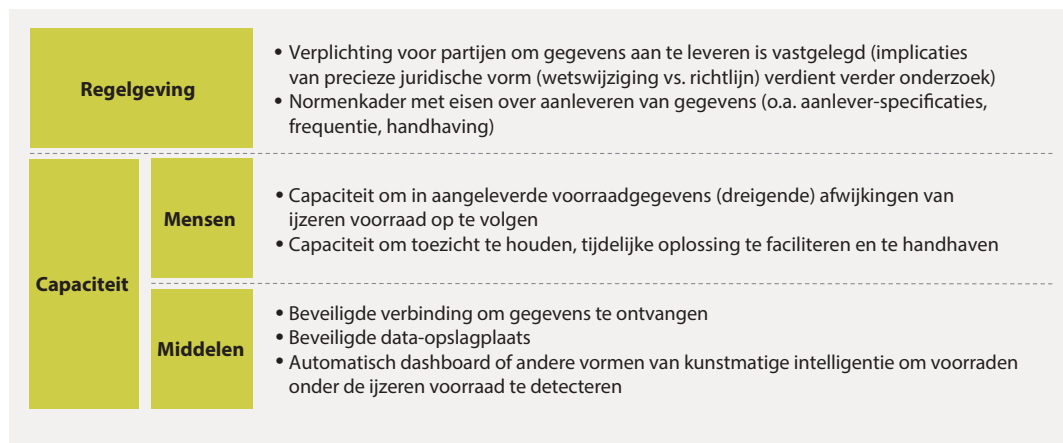 Regelgeving
• Verplichting voor partijen om gegevens aan te leveren is vastgelegd (implicaties
van precieze juridische vorm (wetswijziging vs. richtlijn) verdient verder onderzoek)
• Normenkader met eisen over aanleveren van gegevens (o.a. aanlever-specificaties,
frequentie, handhaving)
Capaciteit
Mensen
• Capaciteit om in aangeleverde voorraadgegevens (dreigende) afwijkingen van
ijzeren voorraad op te volgen
• Capaciteit om toezicht te houden, tijdelijke oplossing te faciliteren en te handhaven
Middelen
• Beveiligde verbinding om gegevens te ontvangen
• Beveiligde data-opslagplaats
• Automatisch dashboard of andere vormen van kunstmatige intelligentie om voorraden
onder de ijzeren voorraad te detecteren